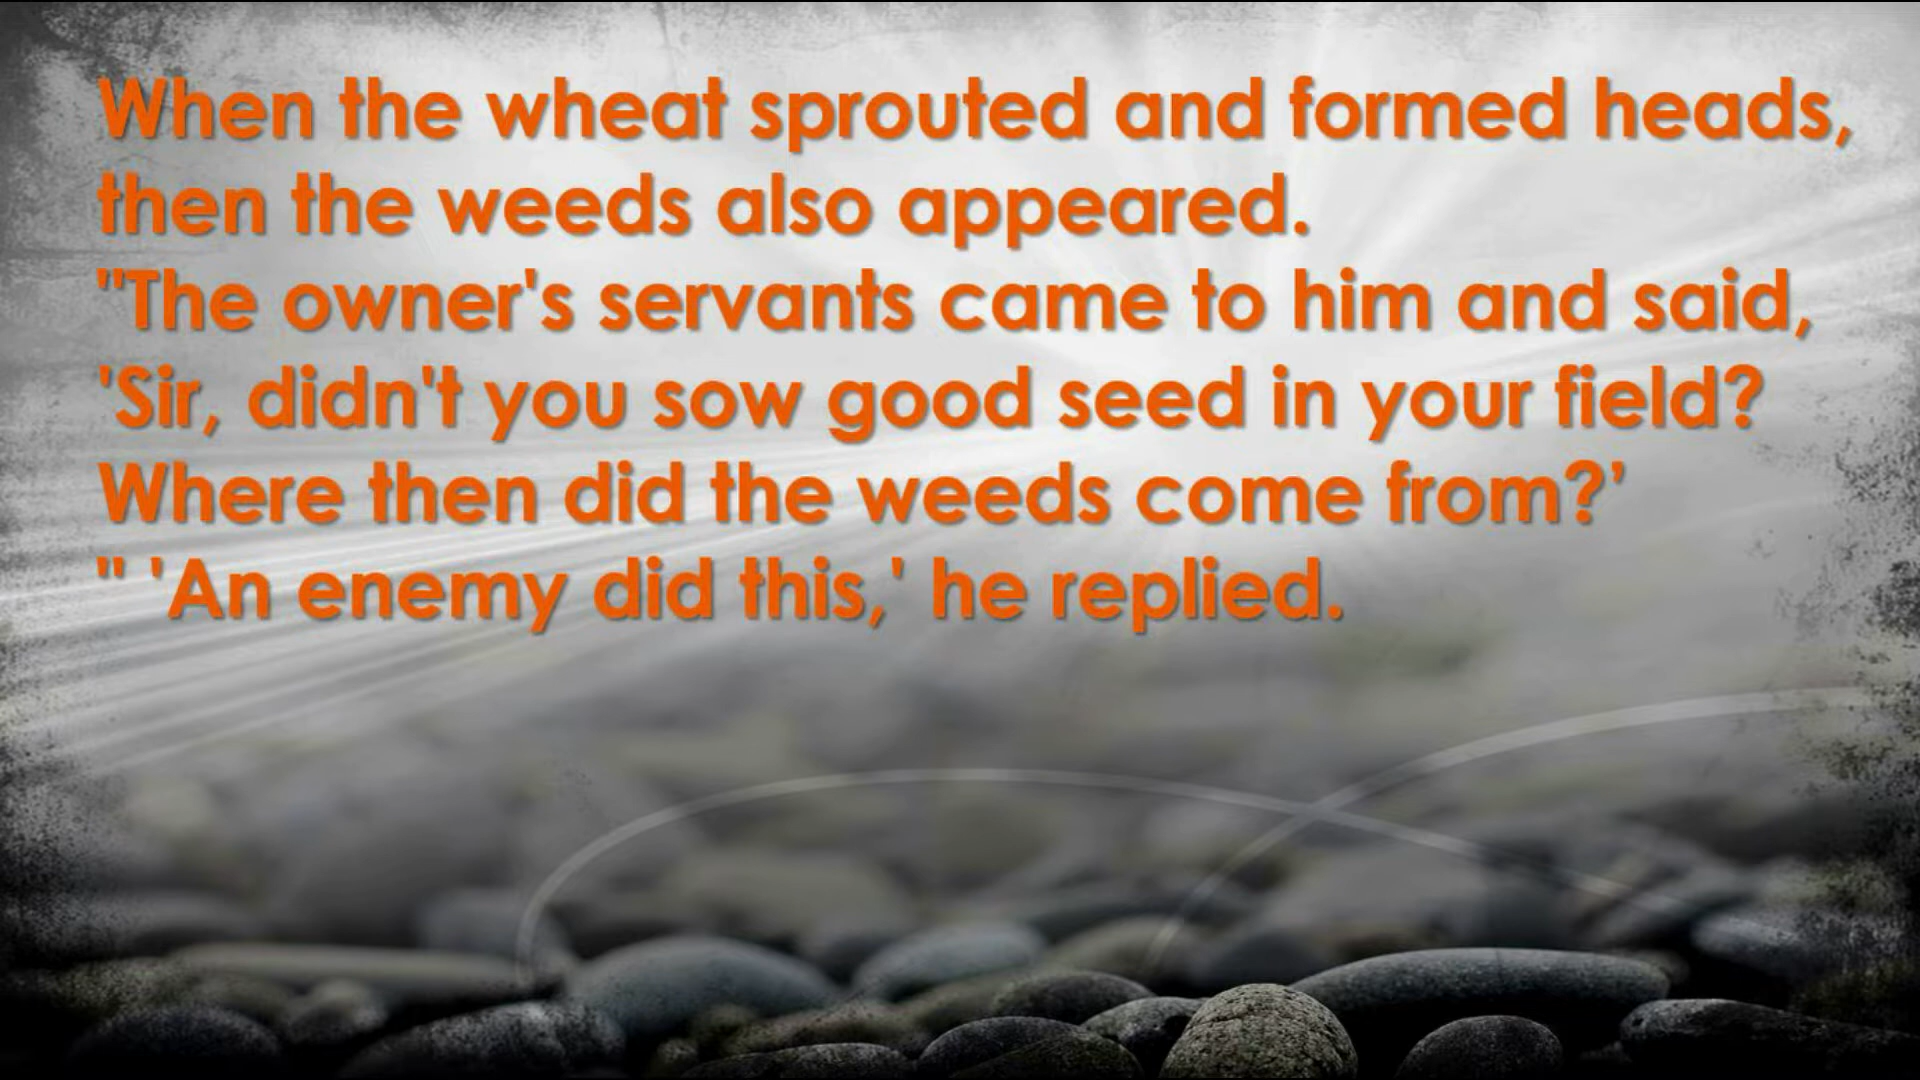 When the wheat sprouted and formed heads,
then the weeds also appeared.
"The owner's servants came to him and said,
'Sir, didn't you sow good seed in your field?
Where then did the weeds come from?’
" 'An enemy did this,' he replied.